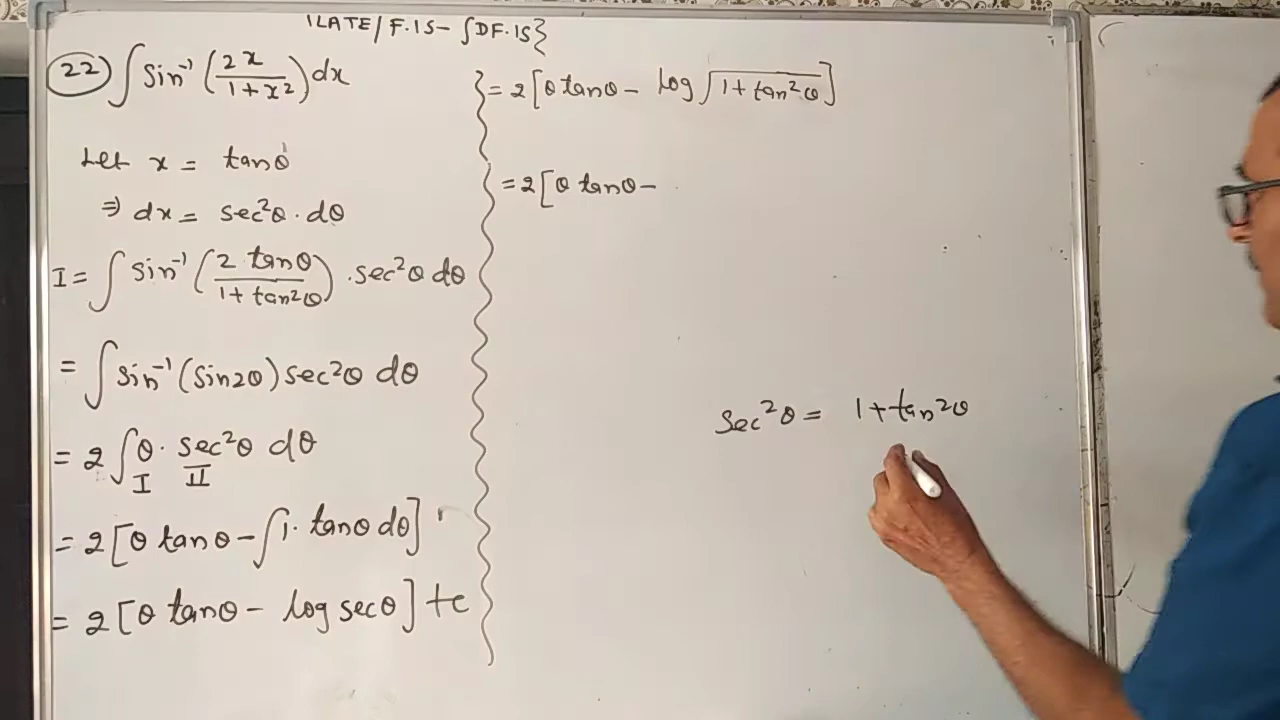 ILATE/F.IS-∫DF.IS}
22) ∫ sin⁻¹ (2x/1+x²) dx
Let x = tanθ
⇒ dx = sec²θ. dθ
I = ∫ sin⁻¹ (2 tanθ/1+tan²θ) .sec²θ dθ
= ∫ sin⁻¹ (sin2θ) sec²θ dθ
= 2 ∫ θ. sec²θ dθ
I II
= 2 [θ tanθ - ∫ 1. tanθ dθ]
= 2 [θ tanθ - log secθ] +c
= 2 [θ tanθ - log √1+tan²θ]
= 2 [θ tanθ -
sec²θ = 1+tan²θ